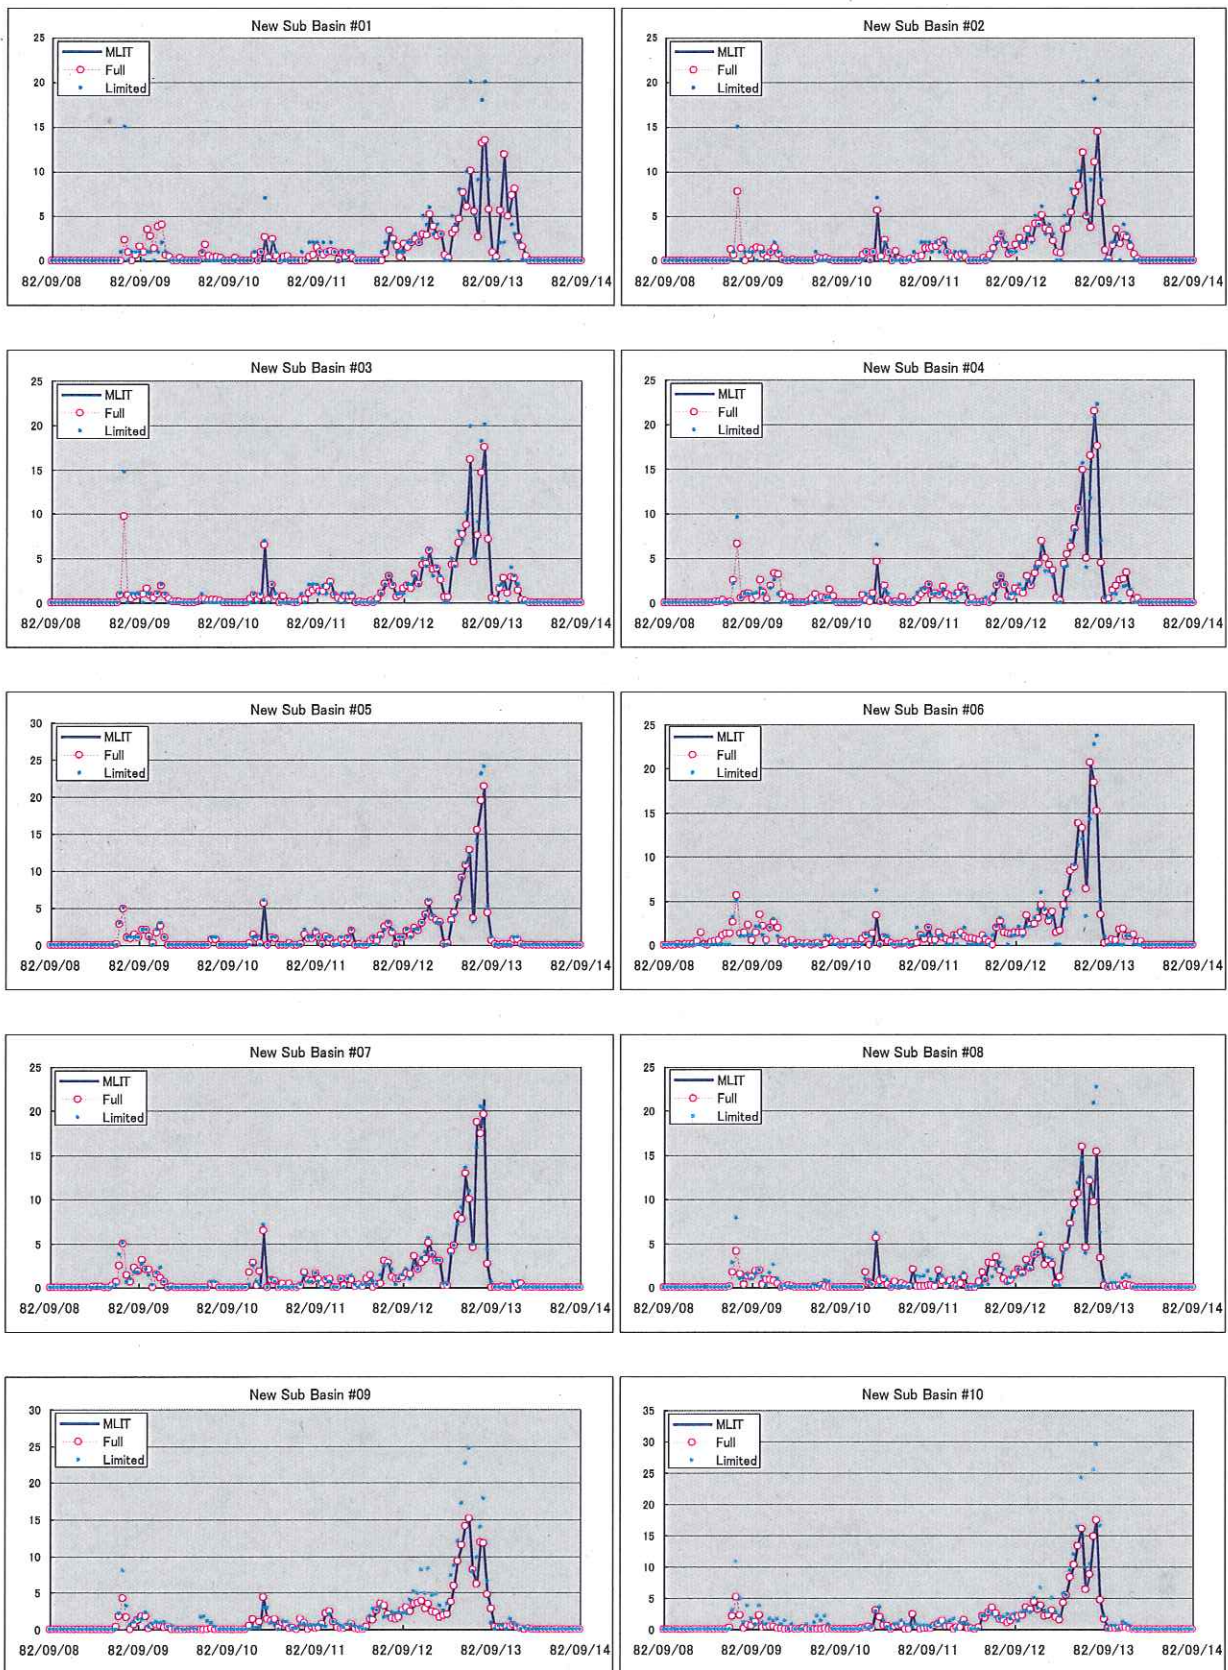 New Sub Basin #01
25
20
15
10
5
0
MLIT
Full
Limited
82/09/08 82/09/09 82/09/10 82/09/11 82/09/12 82/09/13 82/09/14
New Sub Basin #02
25
20
15
10
5
0
MLIT
Full
Limited
82/09/08 82/09/09 82/09/10 82/09/11 82/09/12 82/09/13 82/09/14
New Sub Basin #03
25
20
15
10
5
0
MLIT
Full
Limited
82/09/08 82/09/09 82/09/10 82/09/11 82/09/12 82/09/13 82/09/14
New Sub Basin #04
25
20
15
10
5
0
MLIT
Full
Limited
82/09/08 82/09/09 82/09/10 82/09/11 82/09/12 82/09/13 82/09/14
New Sub Basin #05
30
25
20
15
10
5
0
MLIT
Full
Limited
82/09/08 82/09/09 82/09/10 82/09/11 82/09/12 82/09/13 82/09/14
New Sub Basin #06
25
20
15
10
5
0
MLIT
Full
Limited
82/09/08 82/09/09 82/09/10 82/09/11 82/09/12 82/09/13 82/09/14
New Sub Basin #07
25
20
15
10
5
0
MLIT
Full
Limited
82/09/08 82/09/09 82/09/10 82/09/11 82/09/12 82/09/13 82/09/14
New Sub Basin #08
25
20
15
10
5
0
MLIT
Full
Limited
82/09/08 82/09/09 82/09/10 82/09/11 82/09/12 82/09/13 82/09/14
New Sub Basin #09
30
25
20
15
10
5
0
MLIT
Full
Limited
82/09/08 82/09/09 82/09/10 82/09/11 82/09/12 82/09/13 82/09/14
New Sub Basin #10
35
30
25
20
15
10
5
0
MLIT
Full
Limited
82/09/08 82/09/09 82/09/10 82/09/11 82/09/12 82/09/13 82/09/14